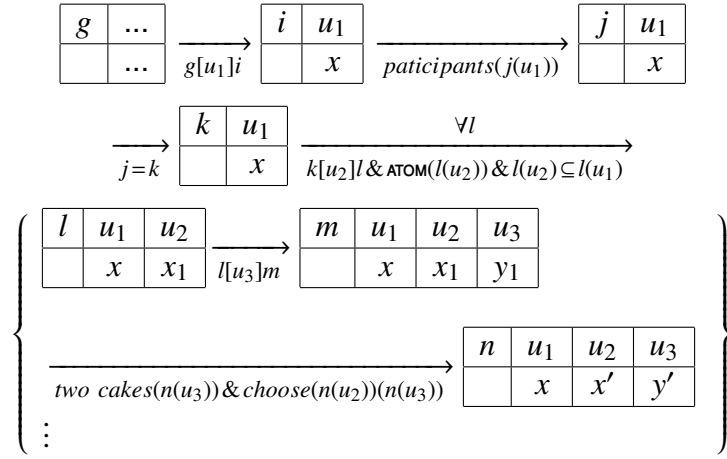 g ... i u₁ j u₁
... g[u₁]i x paticipants(j(u₁)) x
k u₁ ∀l
j=k x k[u₂]l & ATOM(l(u₂)) & l(u₂)⊆l(u₁)
l u₁ u₂ m u₁ u₂ u₃
x x₁ l[u₃]m x x₁ y₁
n u₁ u₂ u₃
two cakes(n(u₃)) & choose(n(u₂))(n(u₃)) x x′ y′
⋮